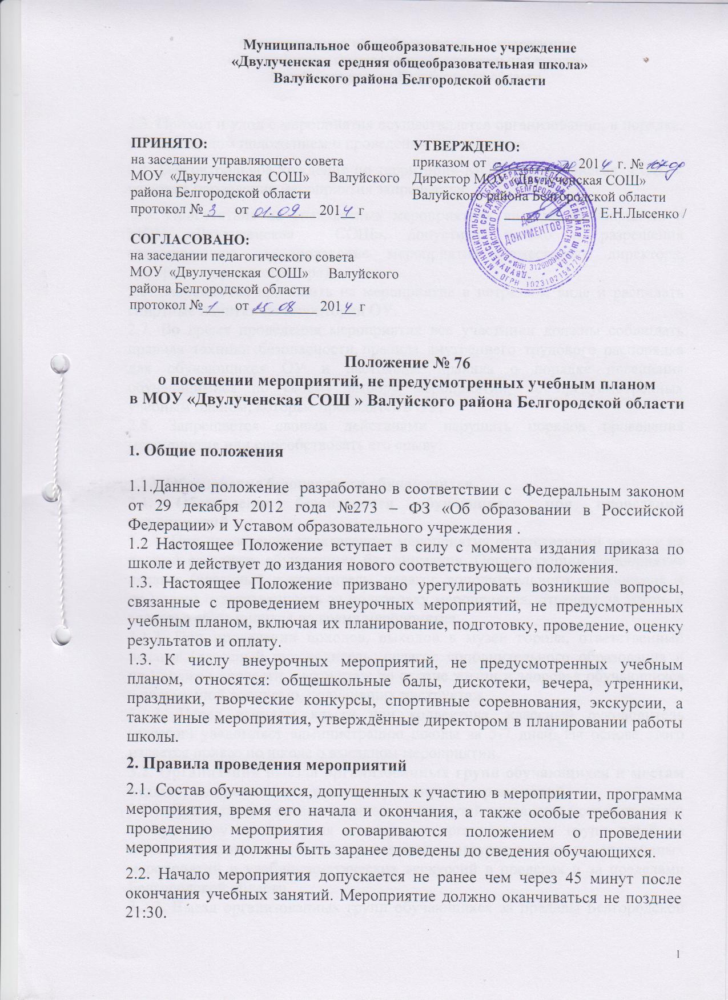 Муниципальное общеобразовательное учреждение
«Двулученская средняя общеобразовательная школа»
Валуйского района Белгородской области
ПРИНЯТО:
на заседании управляющего совета
МОУ «Двулученская СОШ» Валуйского
района Белгородской области
протокол № 3 от 01.09. 2014 г
СОГЛАСОВАНО:
на заседании педагогического совета
МОУ «Двулученская СОШ» Валуйского
района Белгородской области
протокол № 1 от 25.08 2014 г
УТВЕРЖДЕНО:
приказом от 2014 г. №
Директор МОУ «Двулученская СОШ»
Валуйского района Белгородской области
/ Е.Н.Лысенко /
ДЛЯ
ДОКУМЕНТОВ
Положение № 76
о посещении мероприятий, не предусмотренных учебным планом
в МОУ «Двулученская СОШ » Валуйского района Белгородской области
1. Общие положения
1.1.Данное положение разработано в соответствии с Федеральным законом
от 29 декабря 2012 года №273 – ФЗ «Об образовании в Российской
Федерации» и Уставом образовательного учреждения .
1.2 Настоящее Положение вступает в силу с момента издания приказа по
школе и действует до издания нового соответствующего положения.
1.3. Настоящее Положение призвано урегулировать возникшие вопросы,
связанные с проведением внеурочных мероприятий, не предусмотренных
учебным планом, включая их планирование, подготовку, проведение, оценку
результатов и оплату.
1.3. К числу внеурочных мероприятий, не предусмотренных учебным
планом, относятся: общешкольные балы, дискотеки, вечера, утренники,
праздники, творческие конкурсы, спортивные соревнования, экскурсии, а
также иные мероприятия, утверждённые директором в планировании работы
школы.
2. Правила проведения мероприятий
2.1. Состав обучающихся, допущенных к участию в мероприятии, программа
мероприятия, время его начала и окончания, а также особые требования к
проведению мероприятия оговариваются положением о проведении
мероприятия и должны быть заранее доведены до сведения обучающихся.
2.2. Начало мероприятия допускается не ранее чем через 45 минут после
окончания учебных занятий. Мероприятие должно оканчиваться не позднее
21:30.
1